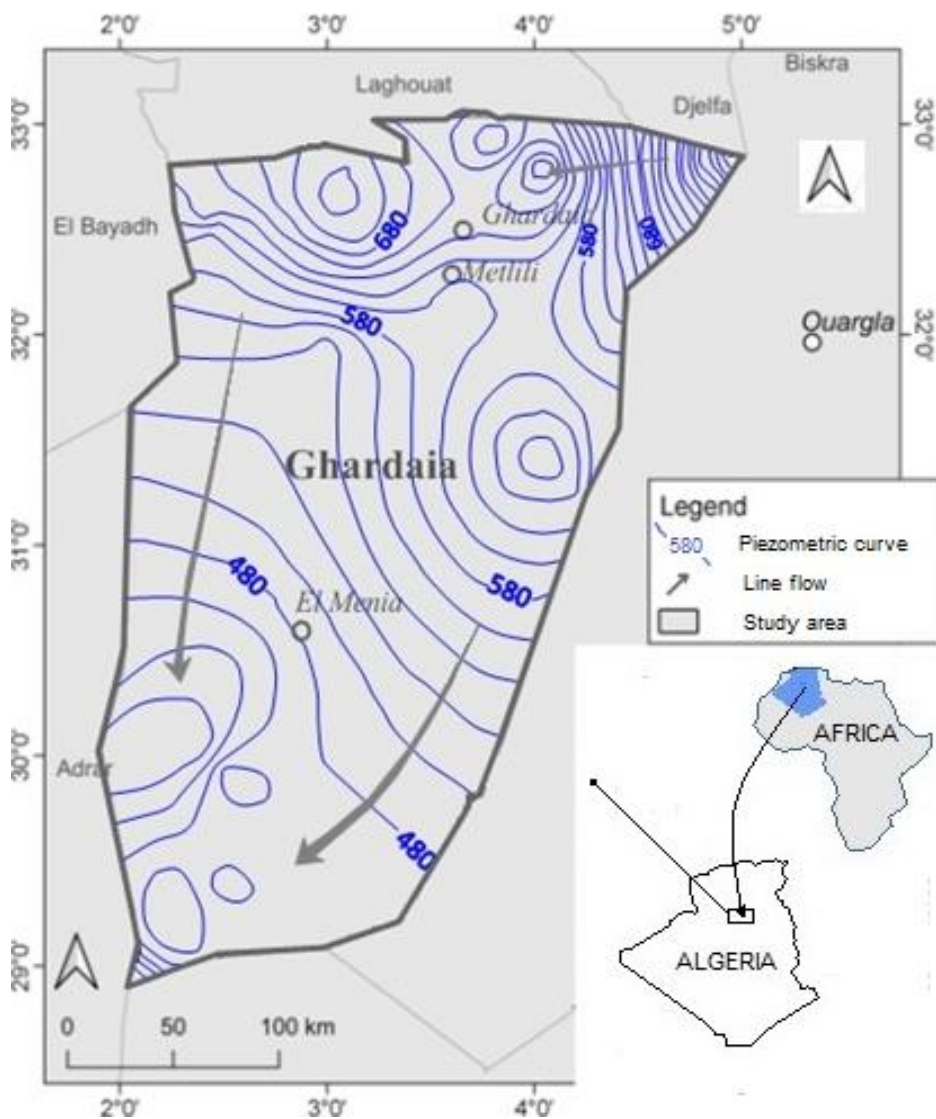 2°0' 3°0' 4°0' 5°0'
Biskra
Laghouat
Djelfa
33°0' 33°0'
El Bayadh
Ghardaia
680
580
680
Metlili
580
32°0' 32°0'
Ouargla
Ghardaia
Legend
580 Piezometric curve
Line flow
Study area
31°0'
480
580
El Menia
30°0'
Adrar
AFRICA
480
29°0'
ALGERIA
0 50 100 km
2°0' 3°0' 4°0'